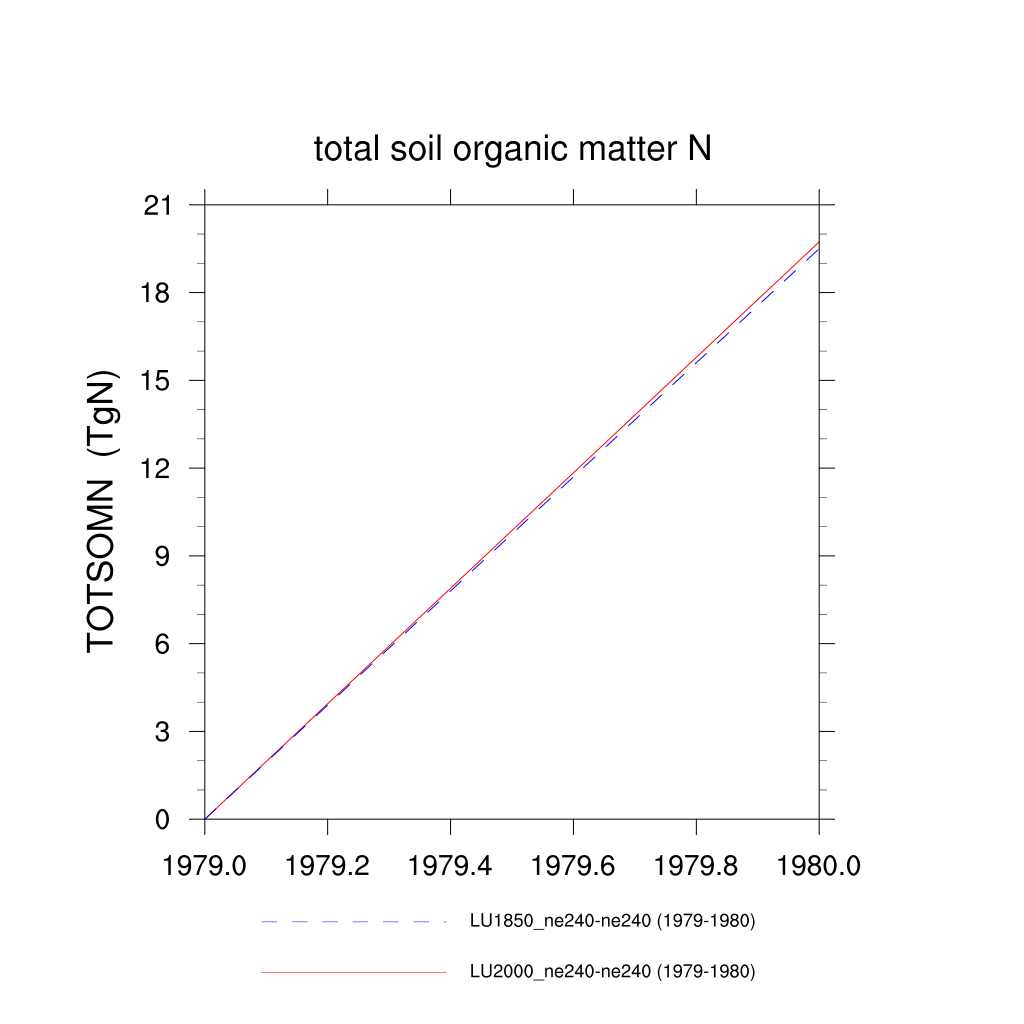 total soil organic matter N
TOTSOMN (TgN)
21
18
15
12
9
6
3
0
1979.0 1979.2 1979.4 1979.6 1979.8 1980.0
LU1850_ne240-ne240 (1979-1980)
LU2000_ne240-ne240 (1979-1980)